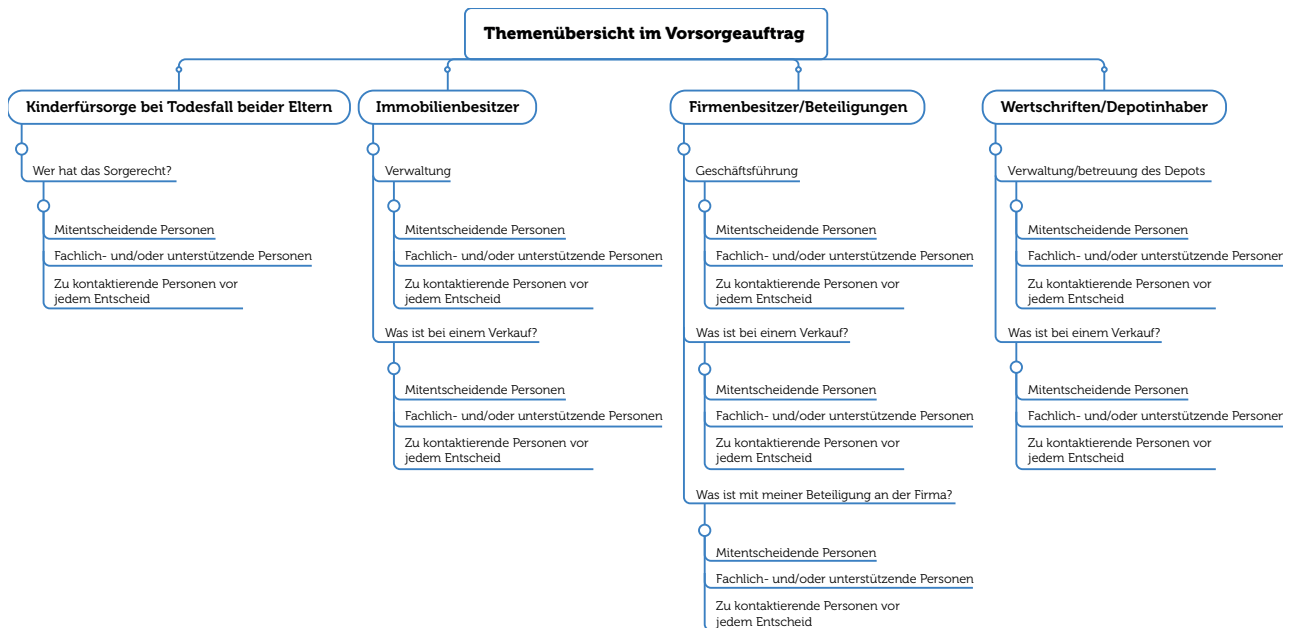 Themenübersicht im Vorsorgeauftrag
Kinderfürsorge bei Todesfall beider Eltern
Wer hat das Sorgerecht?
Mitentscheidende Personen
Fachlich- und/oder unterstützende Personen
Zu kontaktierende Personen vor
jedem Entscheid
Immobilienbesitzer
Verwaltung
Mitentscheidende Personen
Fachlich- und/oder unterstützende Personen
Zu kontaktierende Personen vor
jedem Entscheid
Was ist bei einem Verkauf?
Mitentscheidende Personen
Fachlich- und/oder unterstützende Personen
Zu kontaktierende Personen vor
jedem Entscheid
Firmenbesitzer/Beteiligungen
Geschäftsführung
Mitentscheidende Personen
Fachlich- und/oder unterstützende Personen
Zu kontaktierende Personen vor
jedem Entscheid
Was ist bei einem Verkauf?
Mitentscheidende Personen
Fachlich- und/oder unterstützende Personen
Zu kontaktierende Personen vor
jedem Entscheid
Was ist mit meiner Beteiligung an der Firma?
Mitentscheidende Personen
Fachlich- und/oder unterstützende Personen
Zu kontaktierende Personen vor
jedem Entscheid
Wertschriften/Depotinhaber
Verwaltung/betreuung des Depots
Mitentscheidende Personen
Fachlich- und/oder unterstützende Personen
Zu kontaktierende Personen vor
jedem Entscheid
Was ist bei einem Verkauf?
Mitentscheidende Personen
Fachlich- und/oder unterstützende Personen
Zu kontaktierende Personen vor
jedem Entscheid